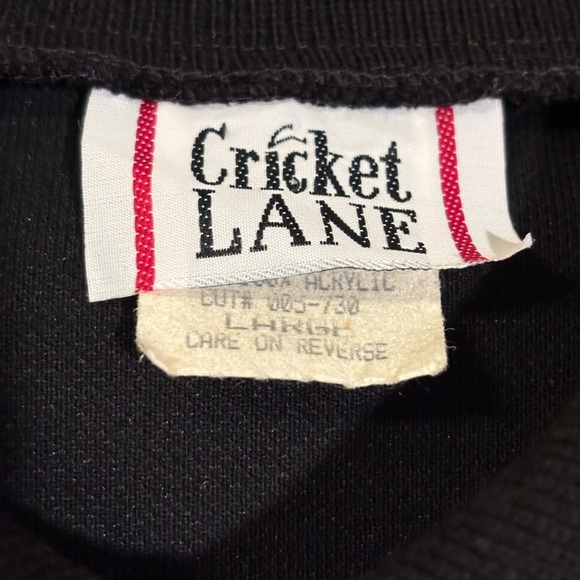 Cricket
LANE
ACRYLIC
CUT# 005-730
LARGE
CARE ON REVERSE